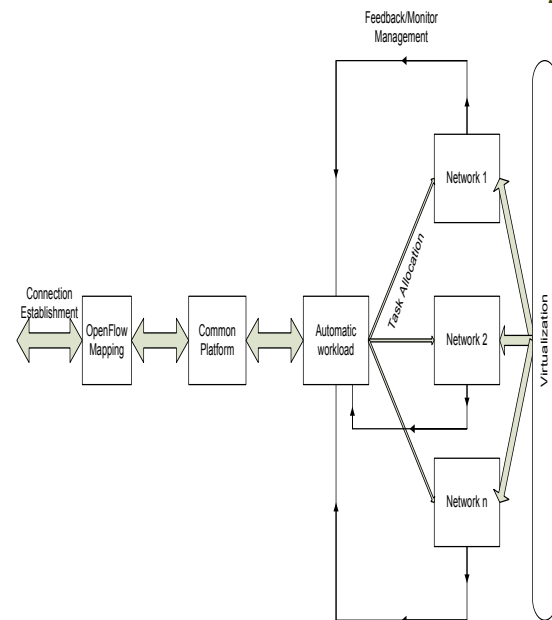 Feedback/Monitor
Management
Network 1
Task Allocation
Connection
Establishment
OpenFlow
Mapping
Common
Platform
Automatic
workload
Network 2
Virtualization
Network n